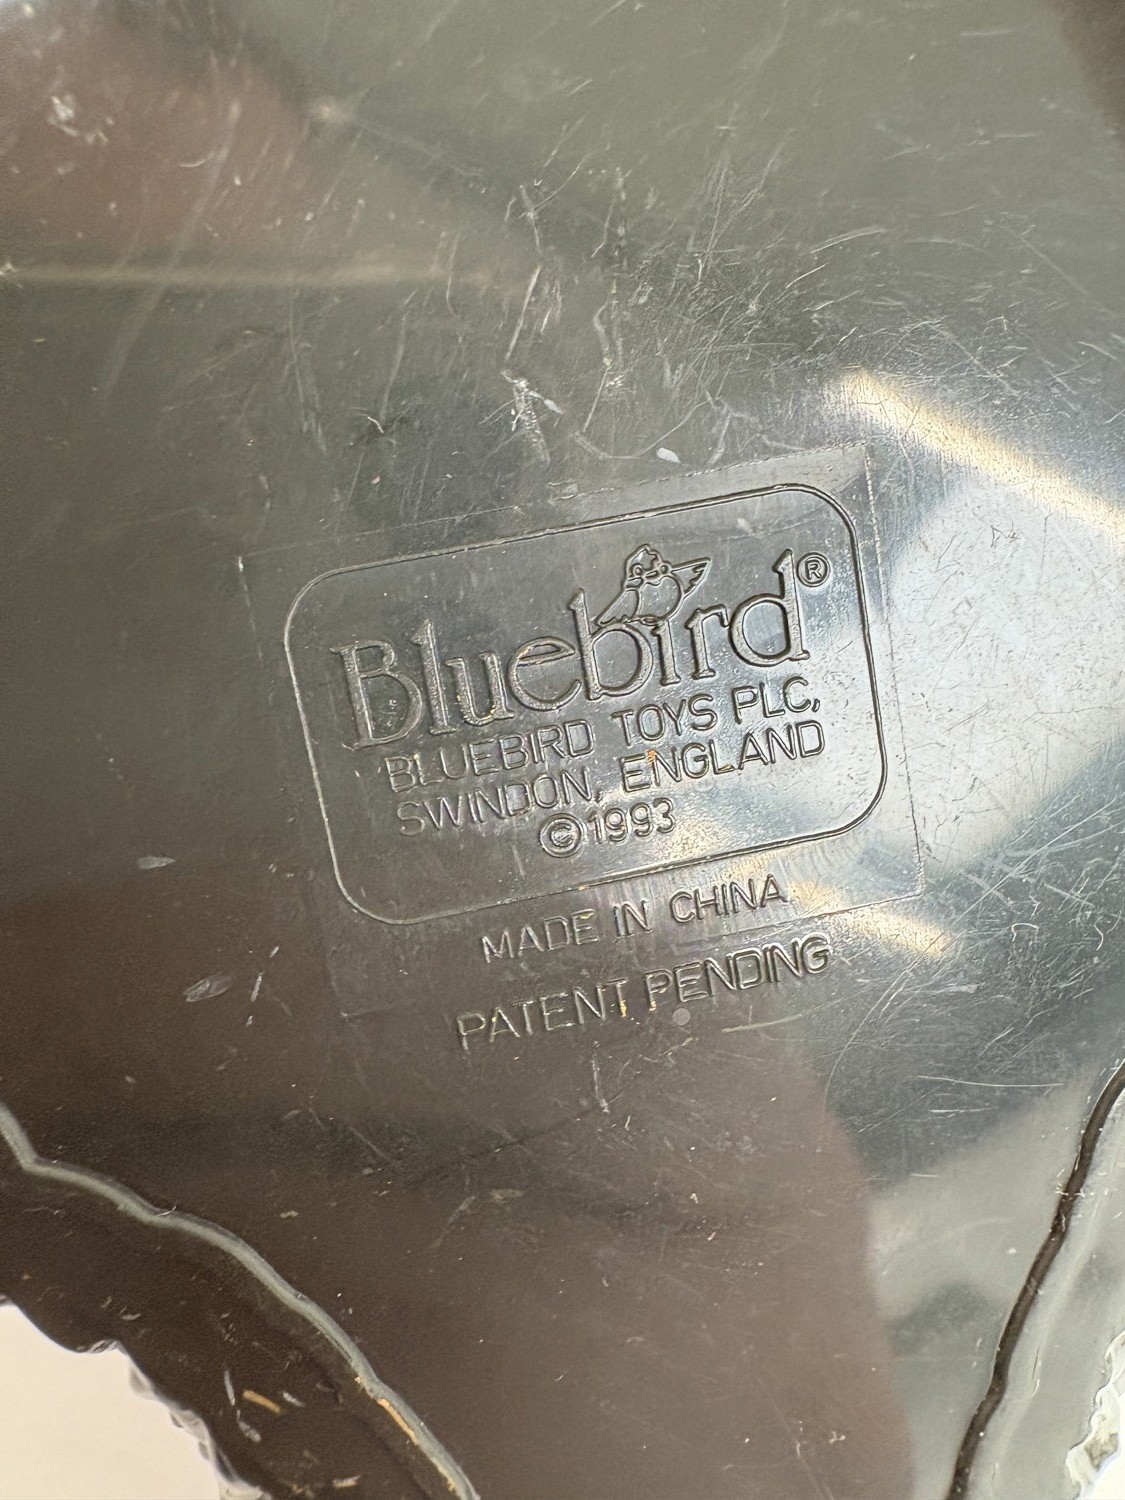 Bluebird®
BLUEBIRD TOYS PLC,
SWINDON, ENGLAND
©1993
MADE IN CHINA
PATENT PENDING